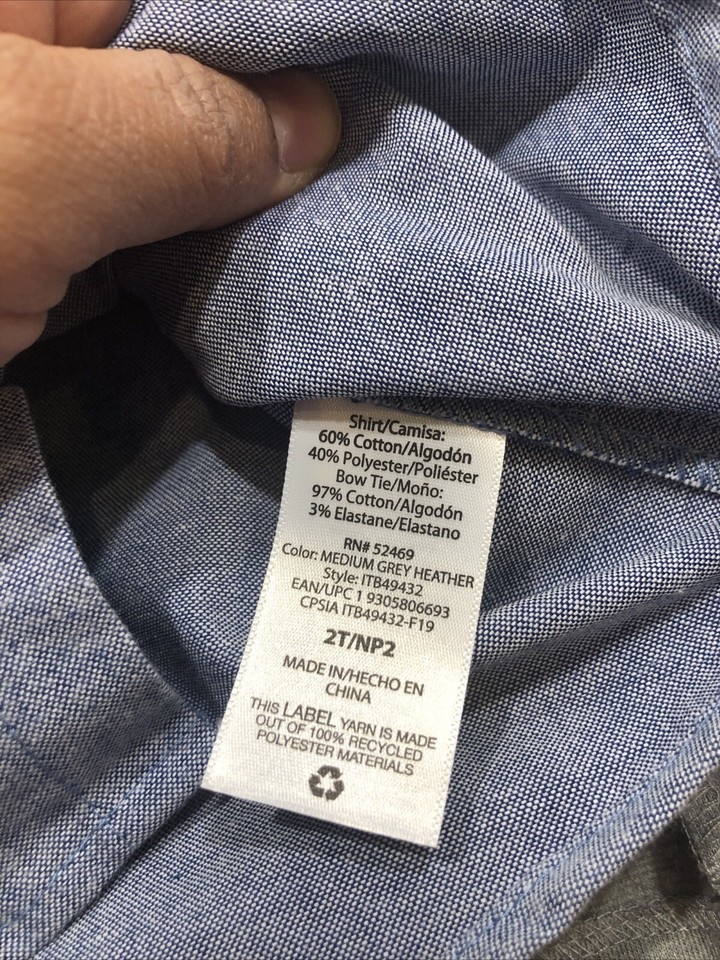 Shirt/Camisa:
60% Cotton/Algodón
40% Polyester/Poliéster
Bow Tie/Moño:
97% Cotton/Algodón
3% Elastane/Elastano
RN# 52469
Color: MEDIUM GREY HEATHER
Style: ITB49432
EAN/UPC 1 9305806693
CPSIA ITB49432-F19
2T/NP2
MADE IN/HECHO EN
CHINA
THIS LABEL YARN IS MADE
OUT OF 100% RECYCLED
POLYESTER MATERIALS